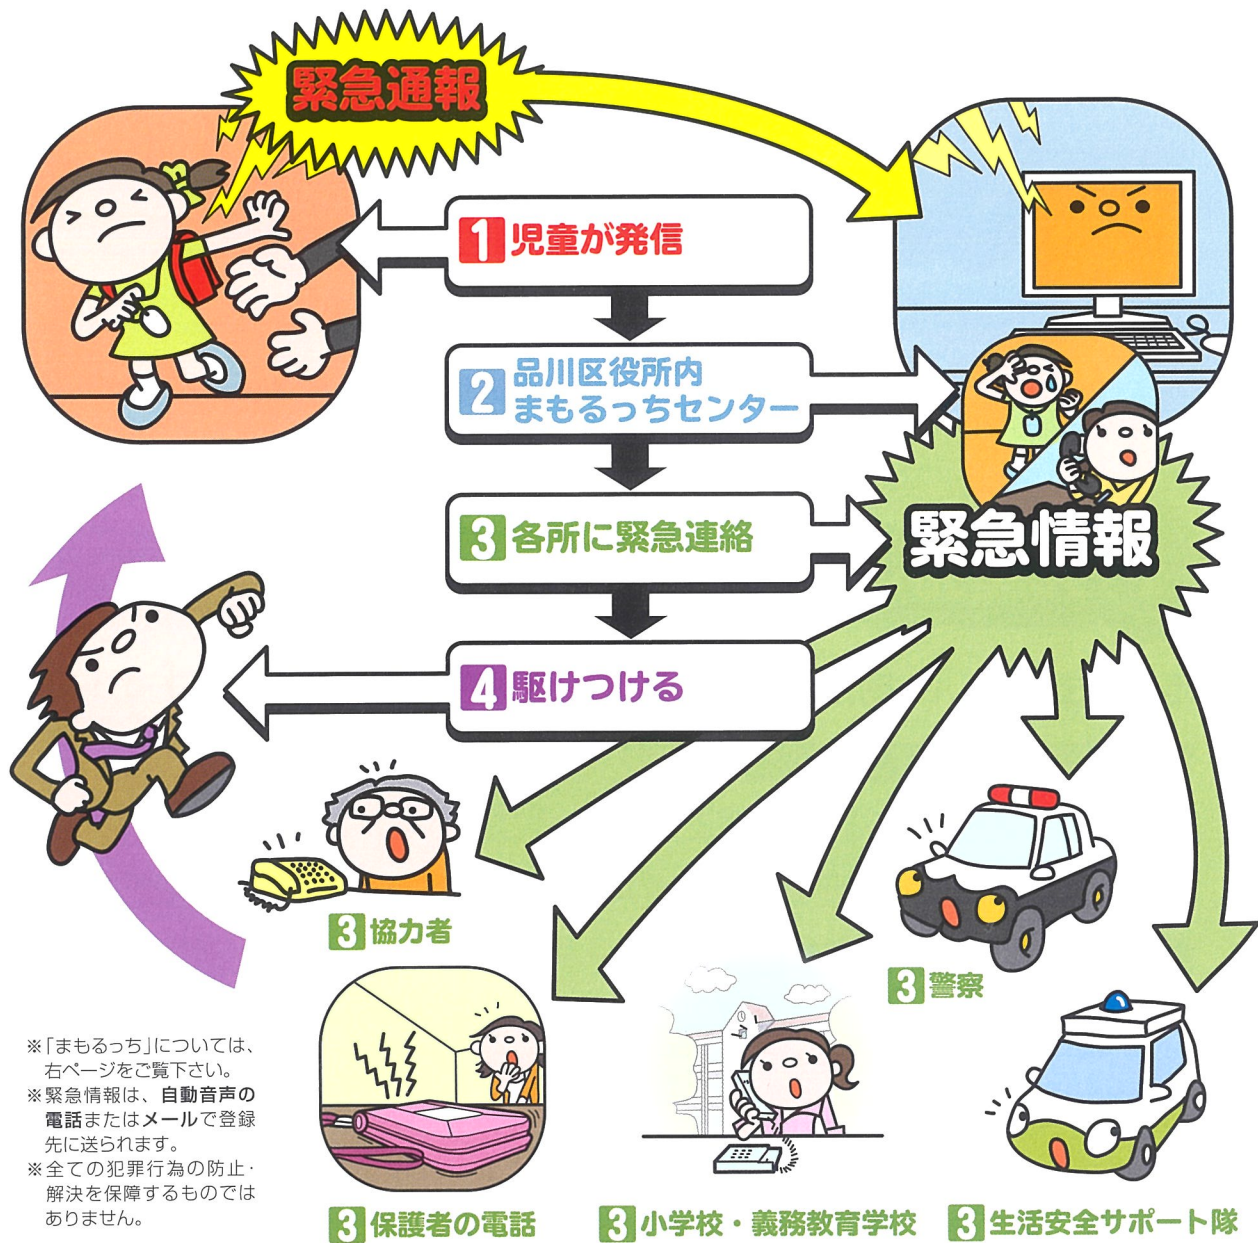 緊急通報
1 児童が発信
2 品川区役所内
まもるっちセンター
3 各所に緊急連絡
緊急情報
4 駆けつける
3 協力者
3 警察
※「まもるっち」については、
右ページをご覧下さい。
※緊急情報は、自動音声の
電話またはメールで登録
先に送られます。
※全ての犯罪行為の防止・
解決を保障するものでは
ありません。
3 保護者の電話
3 小学校・義務教育学校
3 生活安全サポート隊